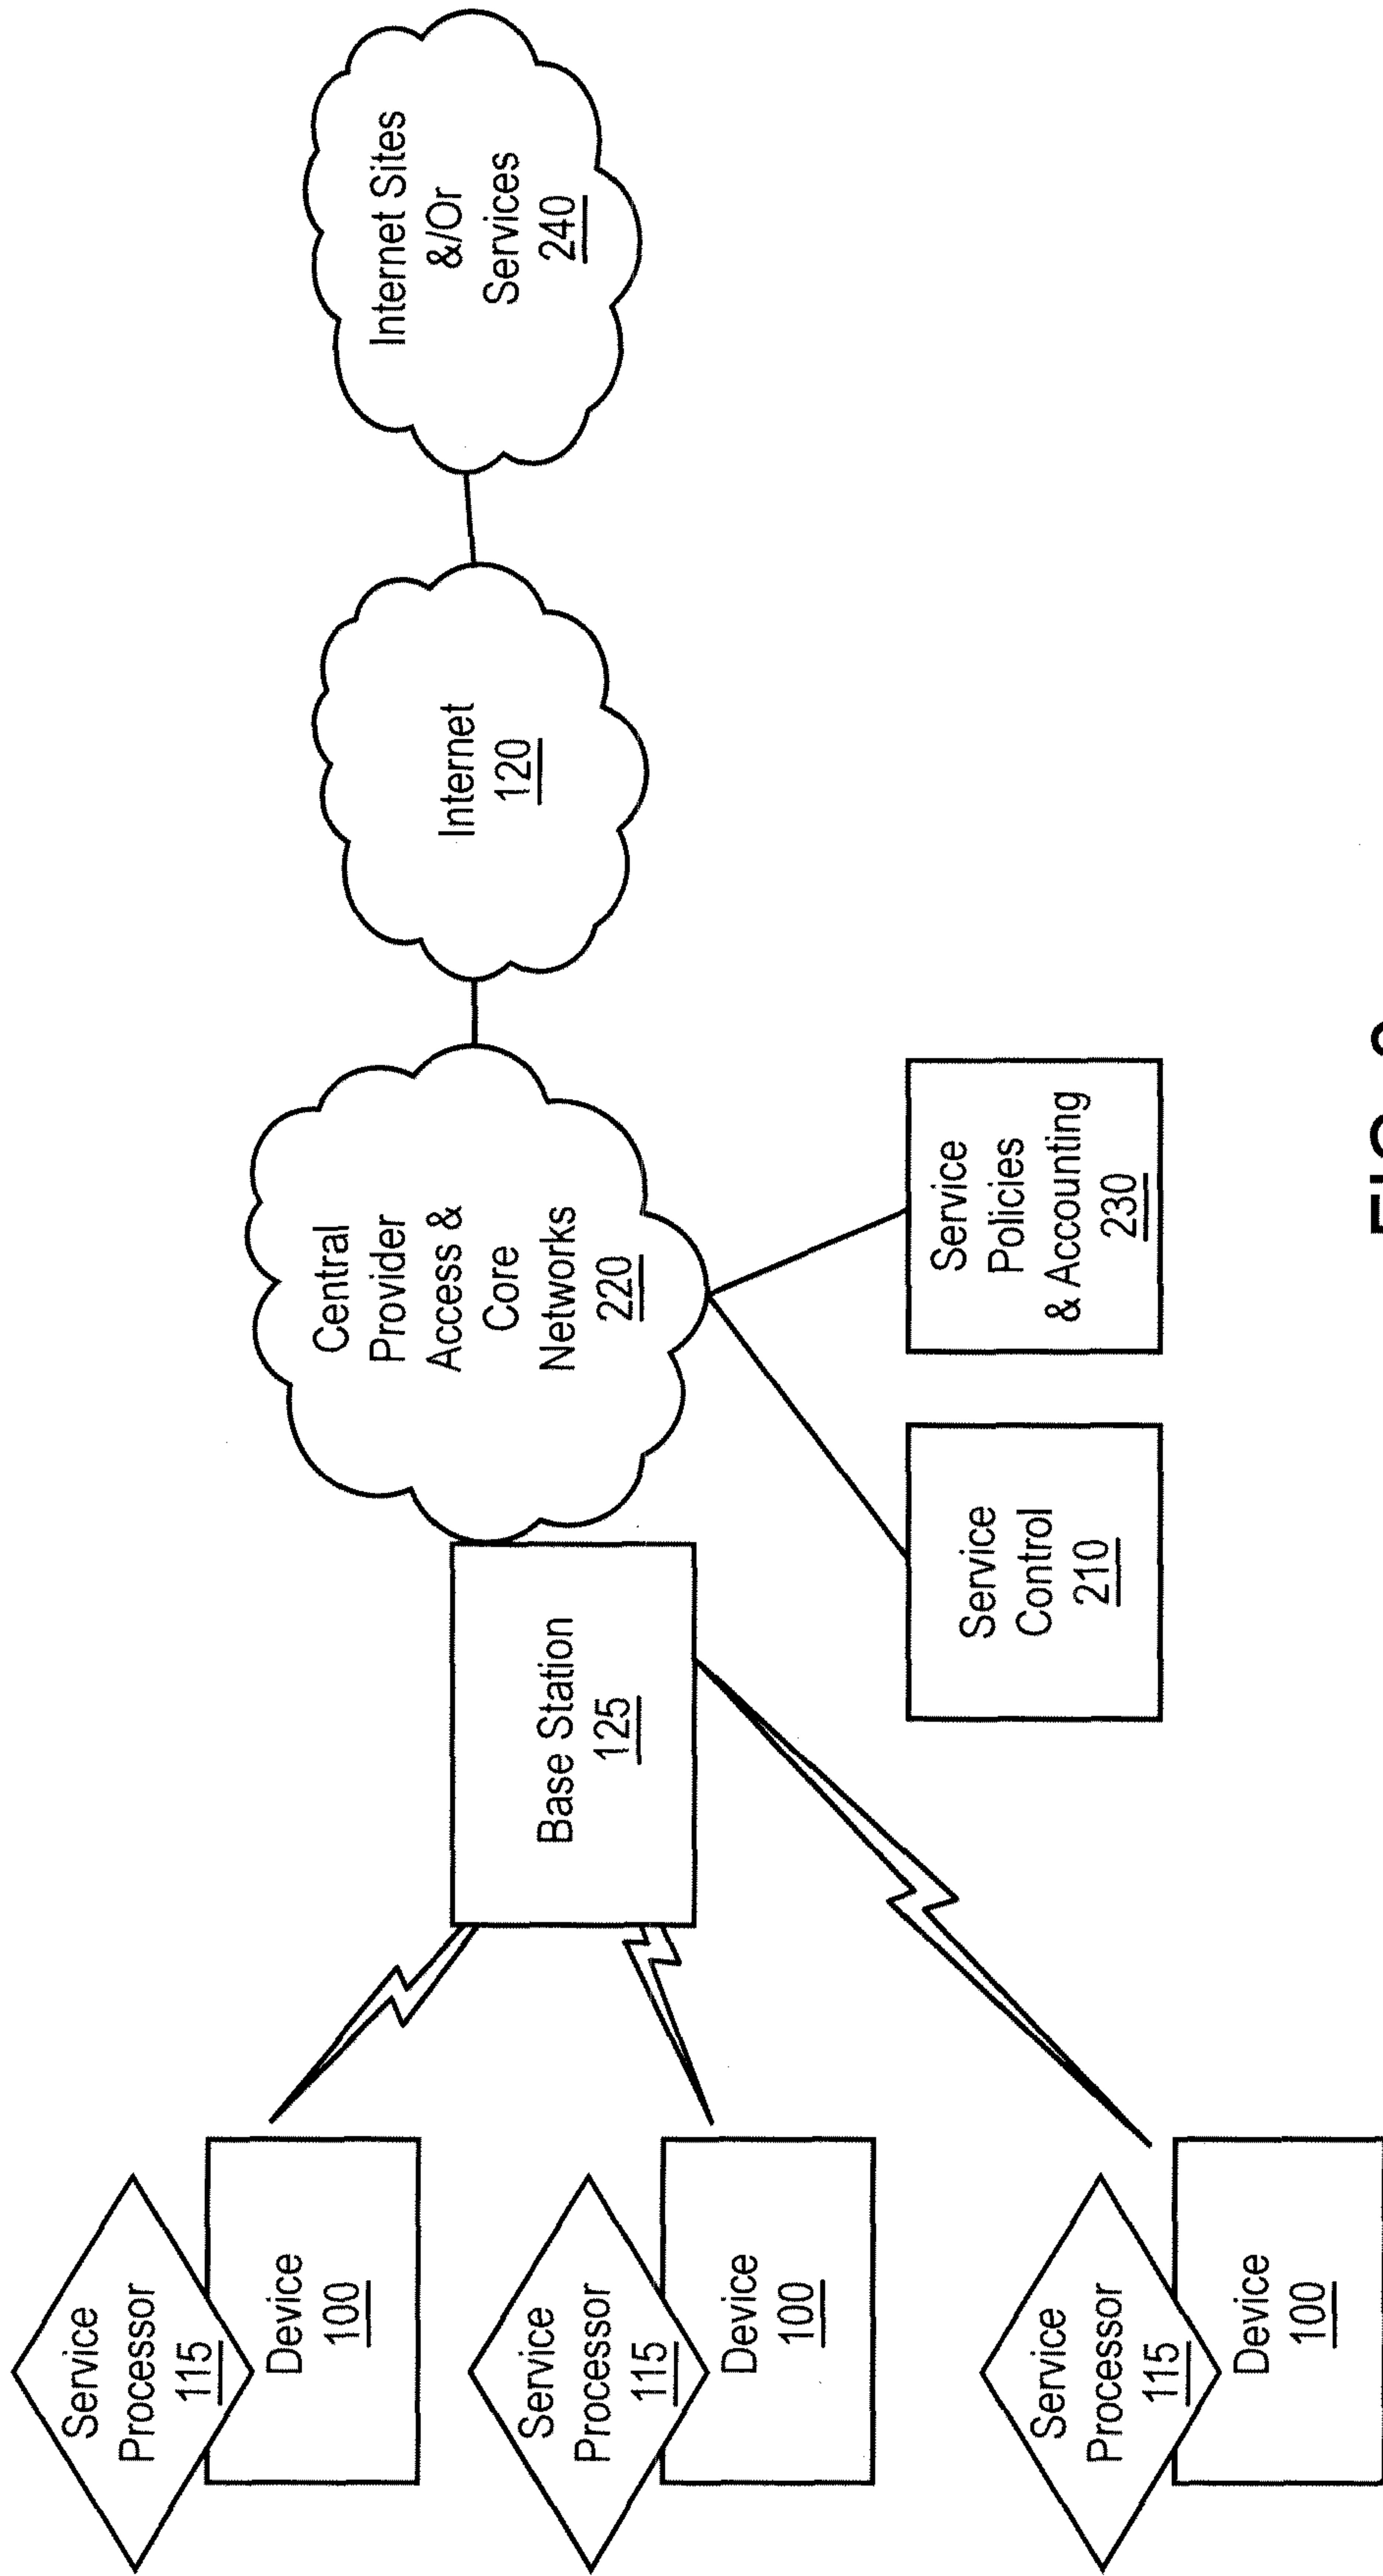 Service
Processor
115
Device
100
Service
Processor
115
Device
100
Service
Processor
115
Device
100
Base Station
125
Central
Provider
Access &
Core
Networks
220
Service
Control
210
Service
Policies
& Accounting
230
Internet
120
Internet Sites
&/Or
Services
240
FIG.